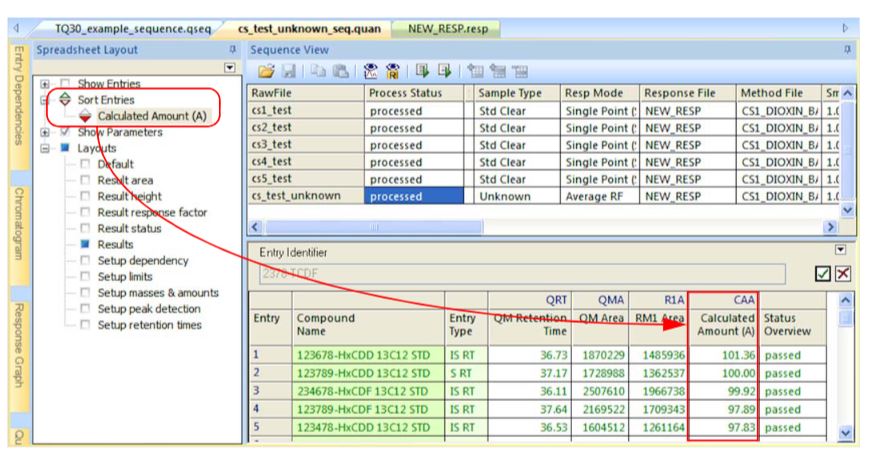 TQ30_example_sequence.qseq cs_test_unknown_seq.quan NEW_RESP.resp
Entry Dependencies
Chromatogram
Response Graph
Qu
Spreadsheet Layout
Show Entries
Sort Entries
Calculated Amount (A)
Show Parameters
Layouts
Default
Result area
Result height
Result response factor
Result status
Results
Setup dependency
Setup limits
Setup masses & amounts
Setup peak detection
Setup retention times
Sequence View
RawFile Process Status Sample Type Resp Mode Response File Method File Sm
cs1_test processed Std Clear Single Point (S NEW_RESP CS1_DIOXIN_BA 1.0
cs2_test processed Std Clear Single Point (S NEW_RESP CS1_DIOXIN_BA 1.0
cs3_test processed Std Clear Single Point (S NEW_RESP CS1_DIOXIN_BA 1.0
cs4_test processed Std Clear Single Point (S NEW_RESP CS1_DIOXIN_BA 1.0
cs5_test processed Std Clear Single Point (S NEW_RESP CS1_DIOXIN_BA 1.0
cs_test_unknown processed Unknown Average RF NEW_RESP CS1_DIOXIN_BA 1.0
Entry Identifier
2378-TCDF
QRT QMA R1A CAA
Entry Compound Name Entry Type QM Retention Time QM Area RM1 Area Calculated Amount (A) Status Overview
1 123678-HxCDD 13C12 STD IS RT 36.73 1870229 1485936 101.36 passed
2 123789-HxCDD 13C12 STD S RT 37.17 1728988 1362537 100.00 passed
3 234678-HxCDF 13C12 STD IS RT 36.11 2507610 1966738 99.92 passed
4 123789-HxCDF 13C12 STD IS RT 37.64 2169522 1709343 97.89 passed
5 123478-HxCDD 13C12 STD IS RT 36.53 1604512 1261164 97.83 passed